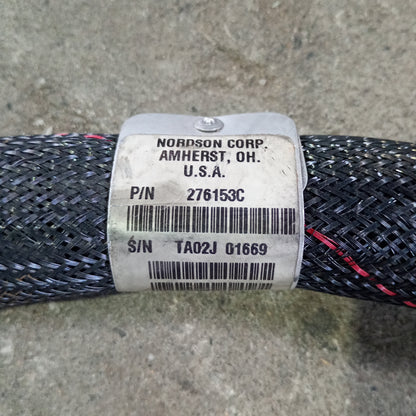 NORDSON CORP.
AMHERST, OH.
U.S.A.
P/N 276153C
S/N TA02J 01669